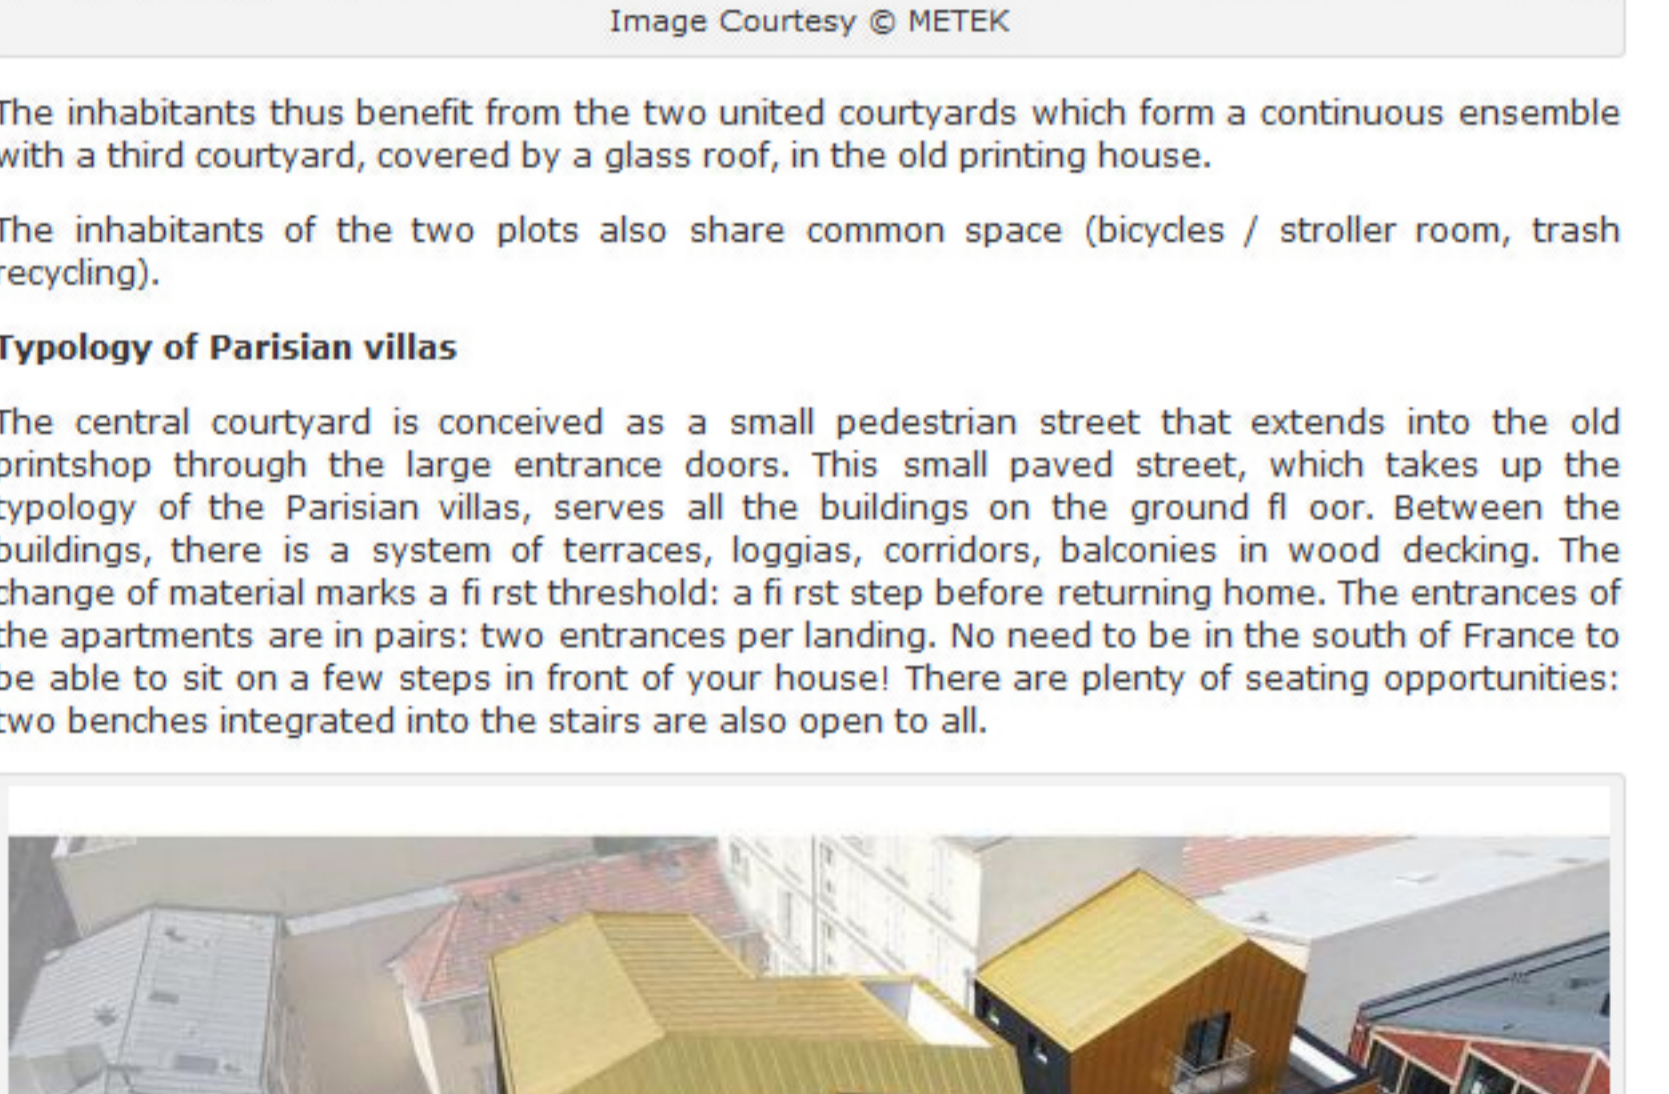 Image Courtesy © METEK
The inhabitants thus benefit from the two united courtyards which form a continuous ensemble
with a third courtyard, covered by a glass roof, in the old printing house.
The inhabitants of the two plots also share common space (bicycles / stroller room, trash
recycling).
Typology of Parisian villas
The central courtyard is conceived as a small pedestrian street that extends into the old
printshop through the large entrance doors. This small paved street, which takes up the
typology of the Parisian villas, serves all the buildings on the ground fl oor. Between the
buildings, there is a system of terraces, loggias, corridors, balconies in wood decking. The
change of material marks a fi rst threshold: a fi rst step before returning home. The entrances of
the apartments are in pairs: two entrances per landing. No need to be in the south of France to
be able to sit on a few steps in front of your house! There are plenty of seating opportunities:
two benches integrated into the stairs are also open to all.